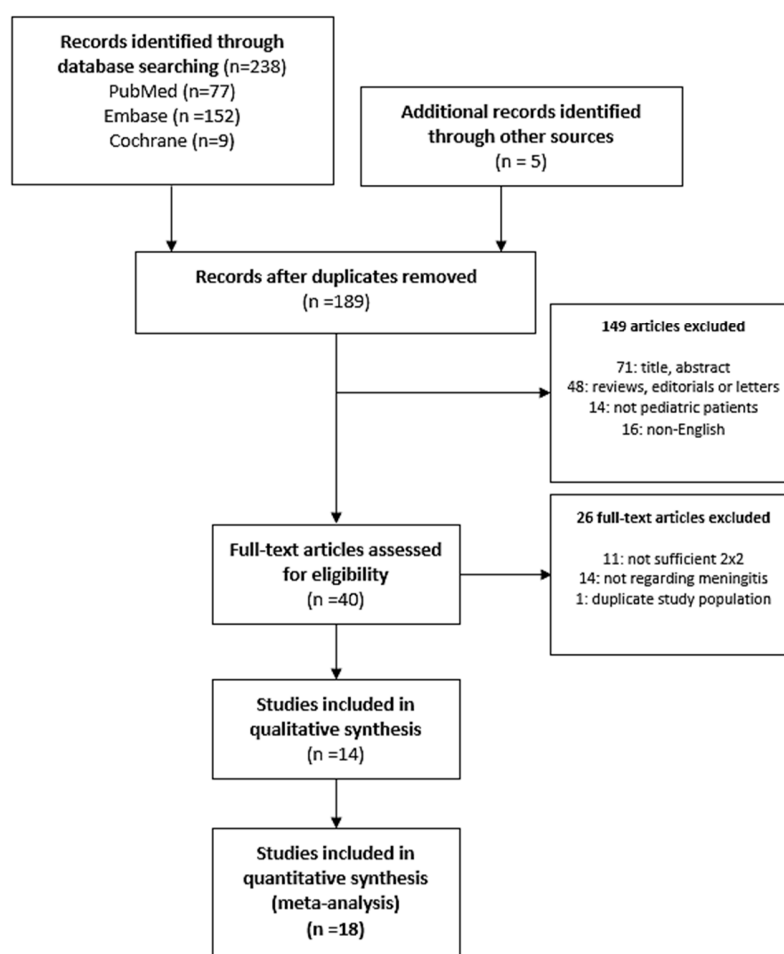 Records identified through
database searching (n=238)
PubMed (n=77)
Embase (n =152)
Cochrane (n=9)
Additional records identified
through other sources
(n = 5)
Records after duplicates removed
(n =189)
149 articles excluded
71: title, abstract
48: reviews, editorials or letters
14: not pediatric patients
16: non-English
Full-text articles assessed
for eligibility
(n =40)
26 full-text articles excluded
11: not sufficient 2x2
14: not regarding meningitis
1: duplicate study population
Studies included in
qualitative synthesis
(n =14)
Studies included in
quantitative synthesis
(meta-analysis)
(n =18)